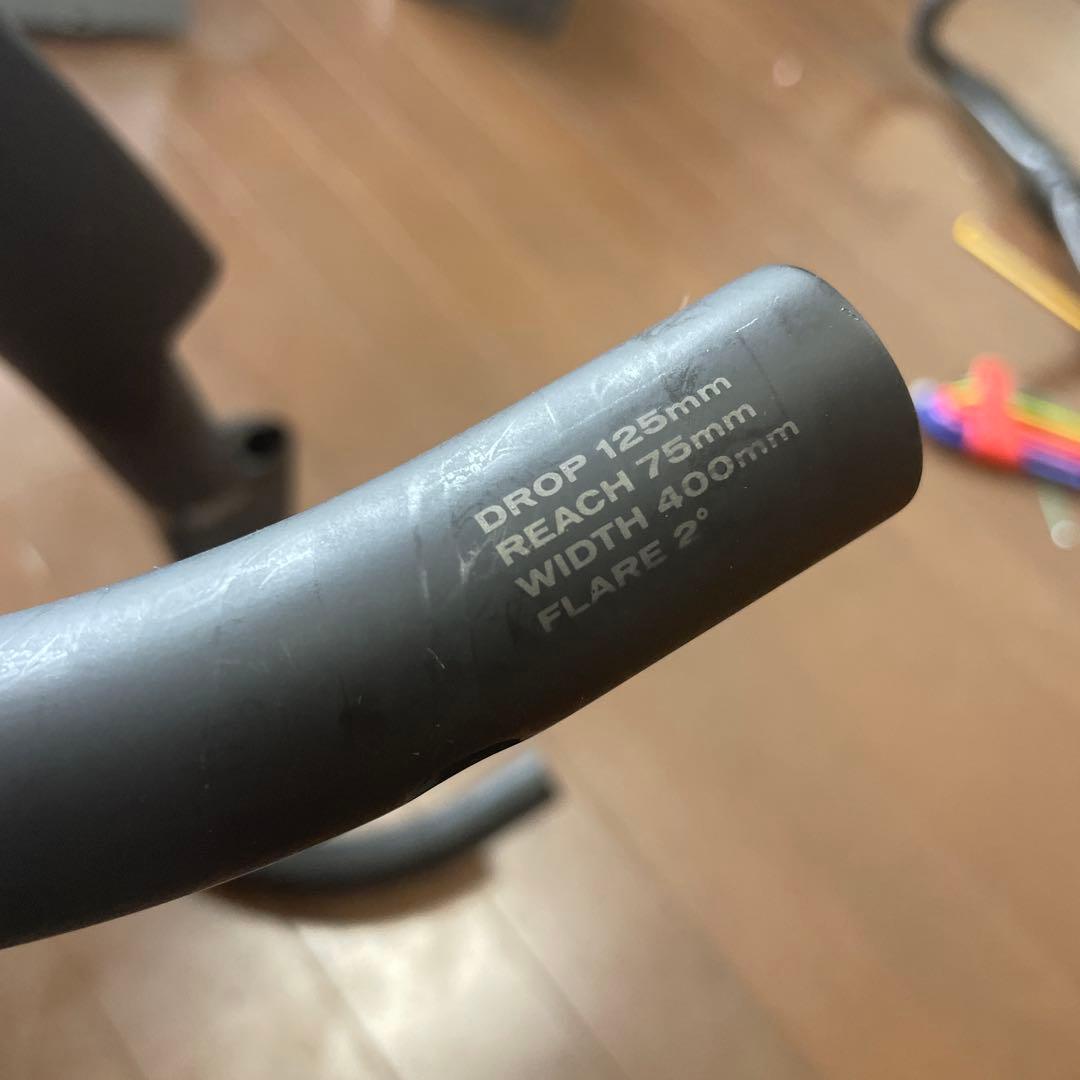 DROP 125mm
REACH 75mm
WIDTH 400mm
FLARE 2°